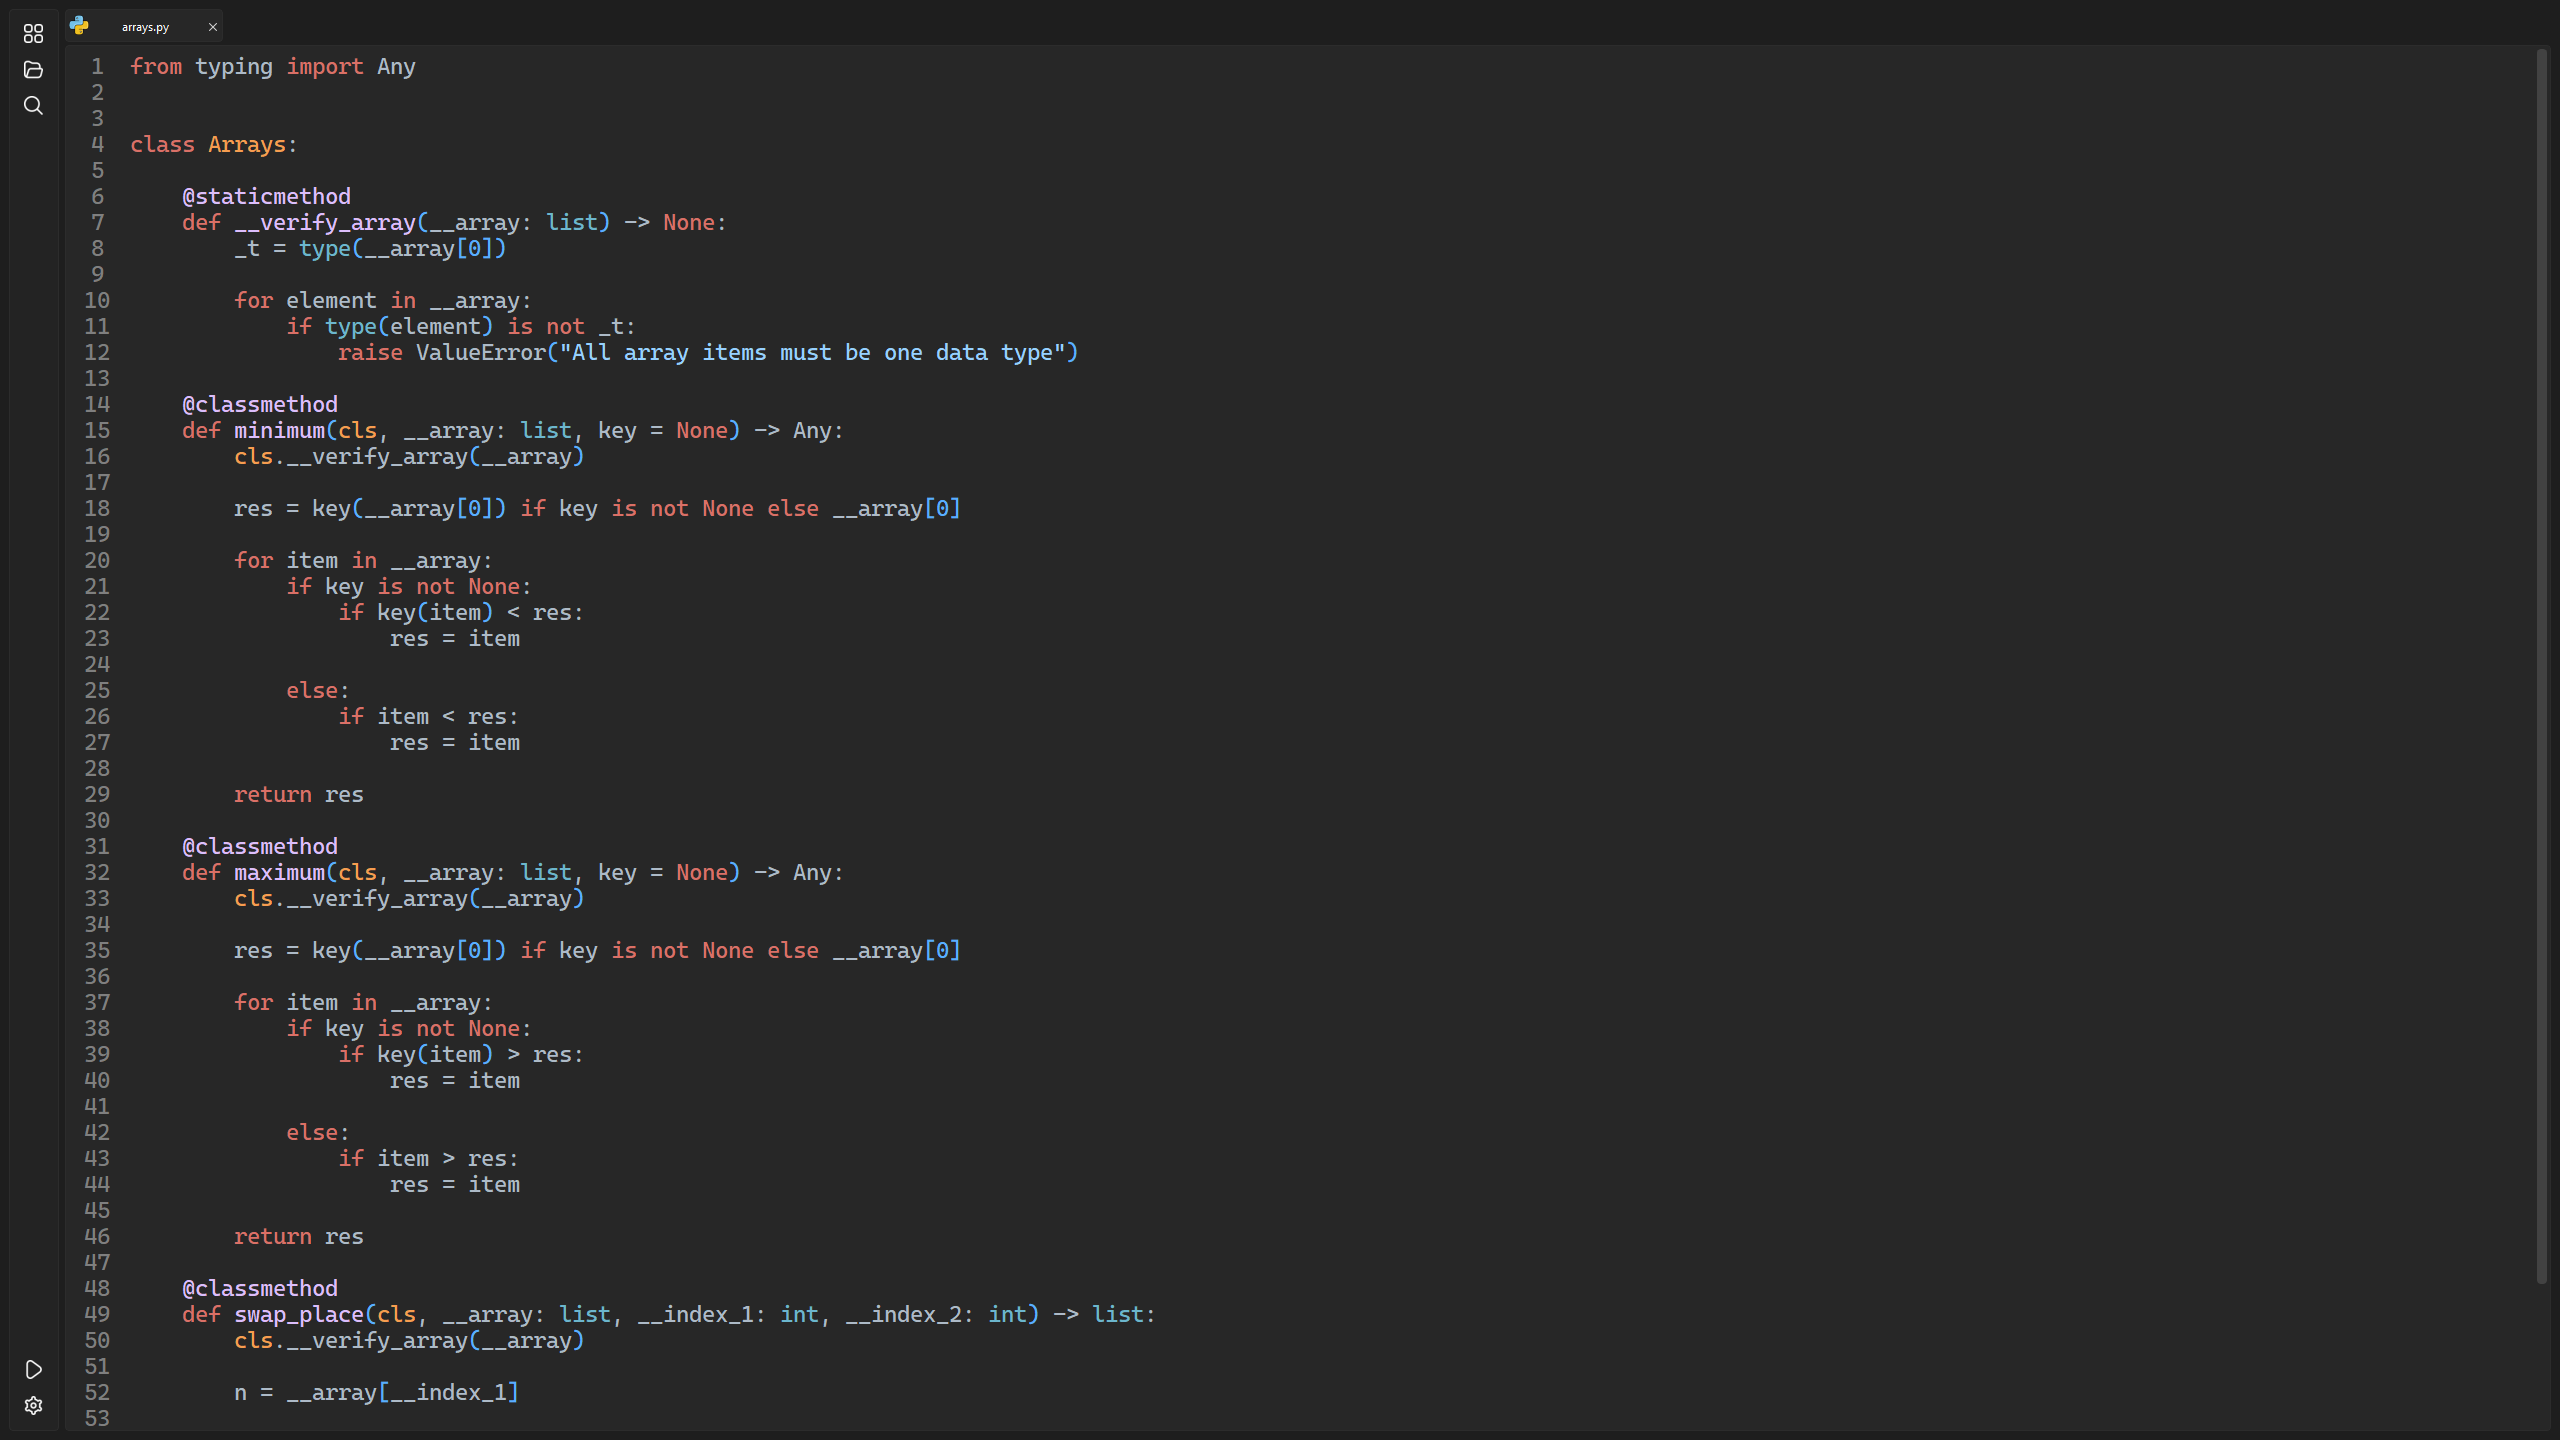 arrays.py
1 from typing import Any
2
3
4 class Arrays:
5
6     @staticmethod
7     def __verify_array(__array: list) -> None:
8         _t = type(__array[0])
9
10         for element in __array:
11             if type(element) is not _t:
12                 raise ValueError("All array items must be one data type")
13
14     @classmethod
15     def minimum(cls, __array: list, key = None) -> Any:
16         cls.__verify_array(__array)
17
18         res = key(__array[0]) if key is not None else __array[0]
19
20         for item in __array:
21             if key is not None:
22                 if key(item) < res:
23                     res = item
24
25             else:
26                 if item < res:
27                     res = item
28
29         return res
30
31     @classmethod
32     def maximum(cls, __array: list, key = None) -> Any:
33         cls.__verify_array(__array)
34
35         res = key(__array[0]) if key is not None else __array[0]
36
37         for item in __array:
38             if key is not None:
39                 if key(item) > res:
40                     res = item
41
42             else:
43                 if item > res:
44                     res = item
45
46         return res
47
48     @classmethod
49     def swap_place(cls, __array: list, __index_1: int, __index_2: int) -> list:
50         cls.__verify_array(__array)
51
52         n = __array[__index_1]
53